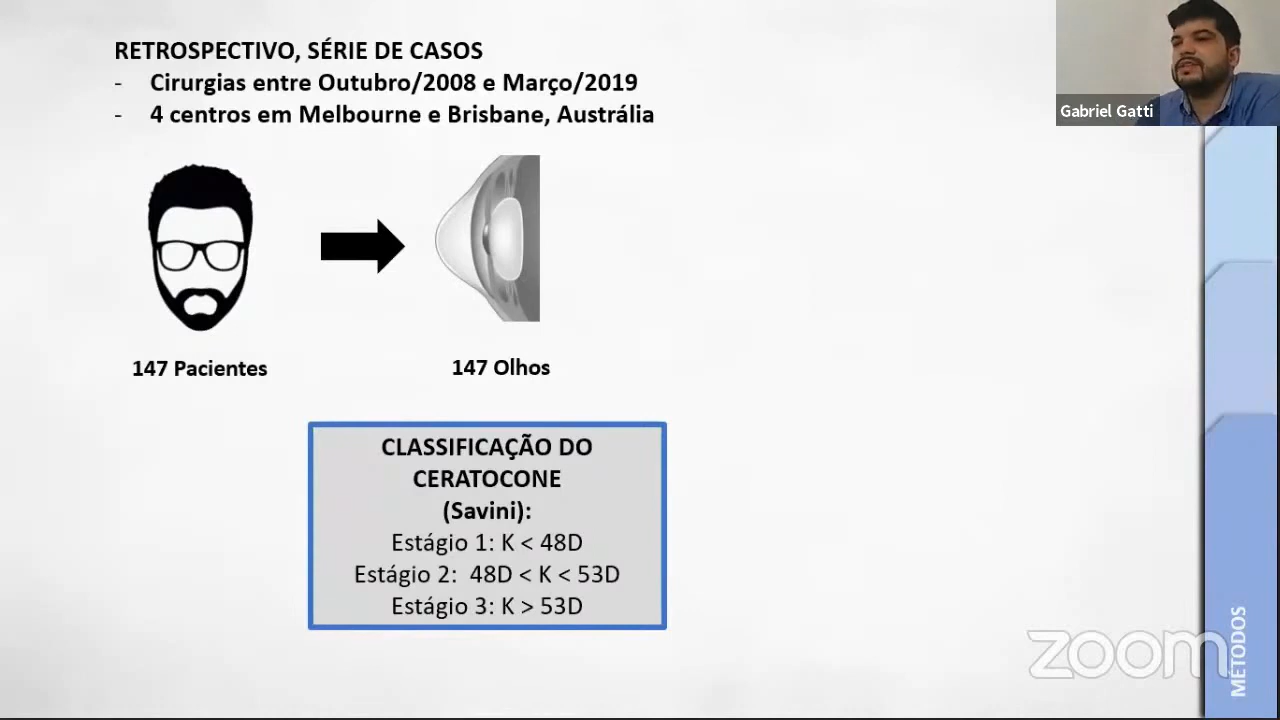 RETROSPECTIVO, SÉRIE DE CASOS
- Cirurgias entre Outubro/2008 e Março/2019
- 4 centros em Melbourne e Brisbane, Austrália
Gabriel Gatti
147 Pacientes
147 Olhos
CLASSIFICAÇÃO DO
CERATOCONE
(Savini):
Estágio 1: K < 48D
Estágio 2: 48D < K < 53D
Estágio 3: K > 53D
zoom
MÉTODOS